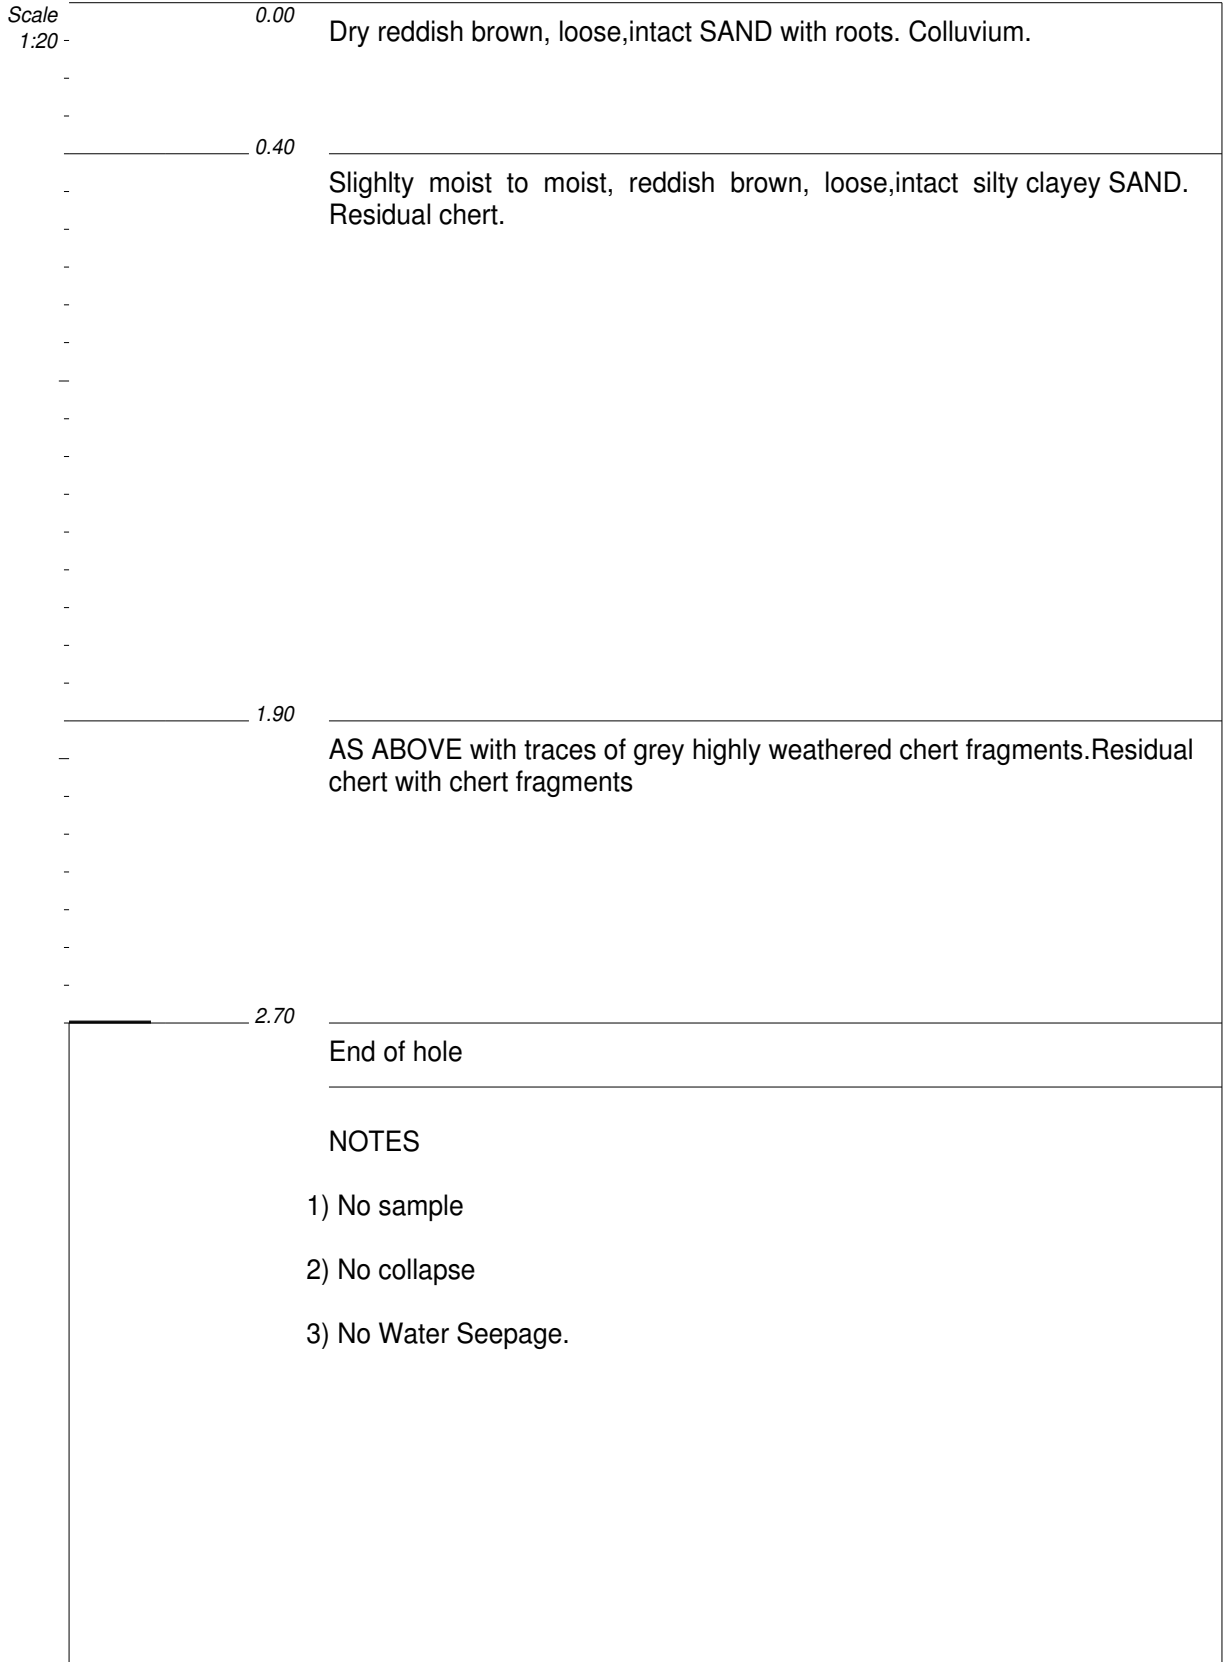 Scale
1:20
0.00
Dry reddish brown, loose,intact SAND with roots. Colluvium.
0.40
Slighlty moist to moist, reddish brown, loose,intact silty clayey SAND.
Residual chert.
1.90
AS ABOVE with traces of grey highly weathered chert fragments.Residual
chert with chert fragments
2.70
End of hole
NOTES
1) No sample
2) No collapse
3) No Water Seepage.